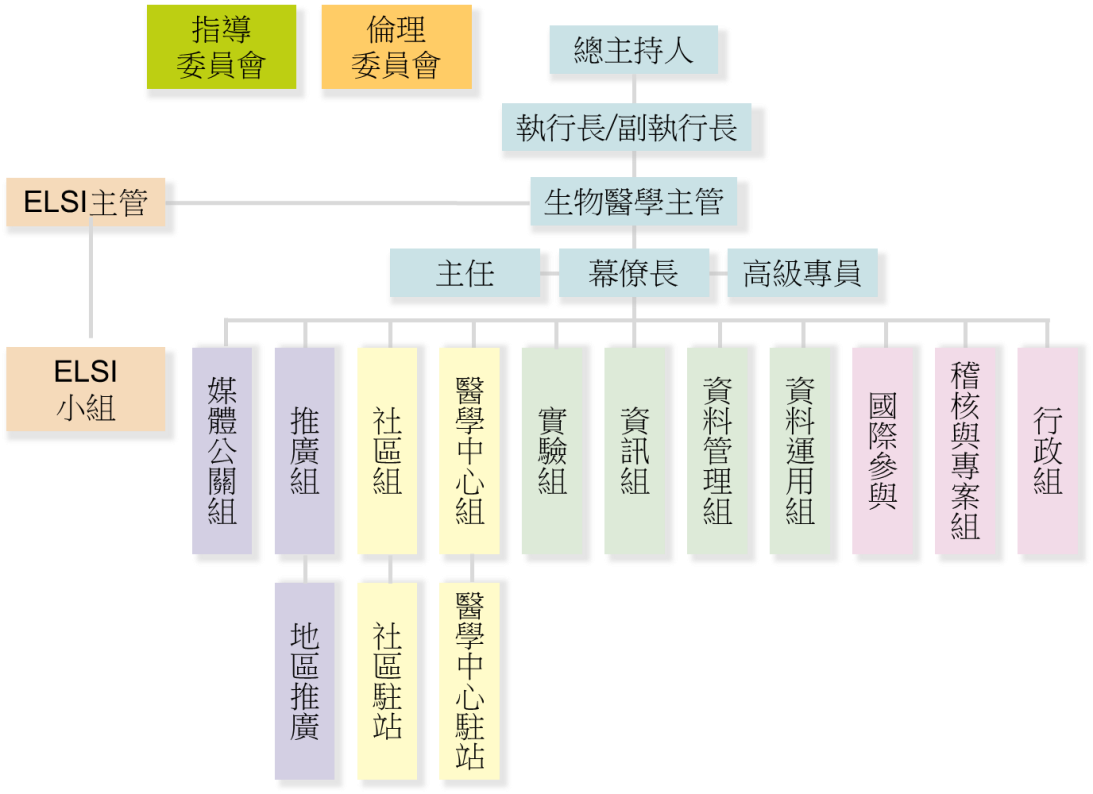 指導
委員會
倫理
委員會
總主持人
執行長/副執行長
ELSI主管
生物醫學主管
主任
幕僚長
高級專員
ELSI
小組
媒體公關組
推廣組
社區組
醫學中心組
實驗組
資訊組
資料管理組
資料運用組
國際參與
稽核與專案組
行政組
地區推廣
社區駐站
醫學中心駐站